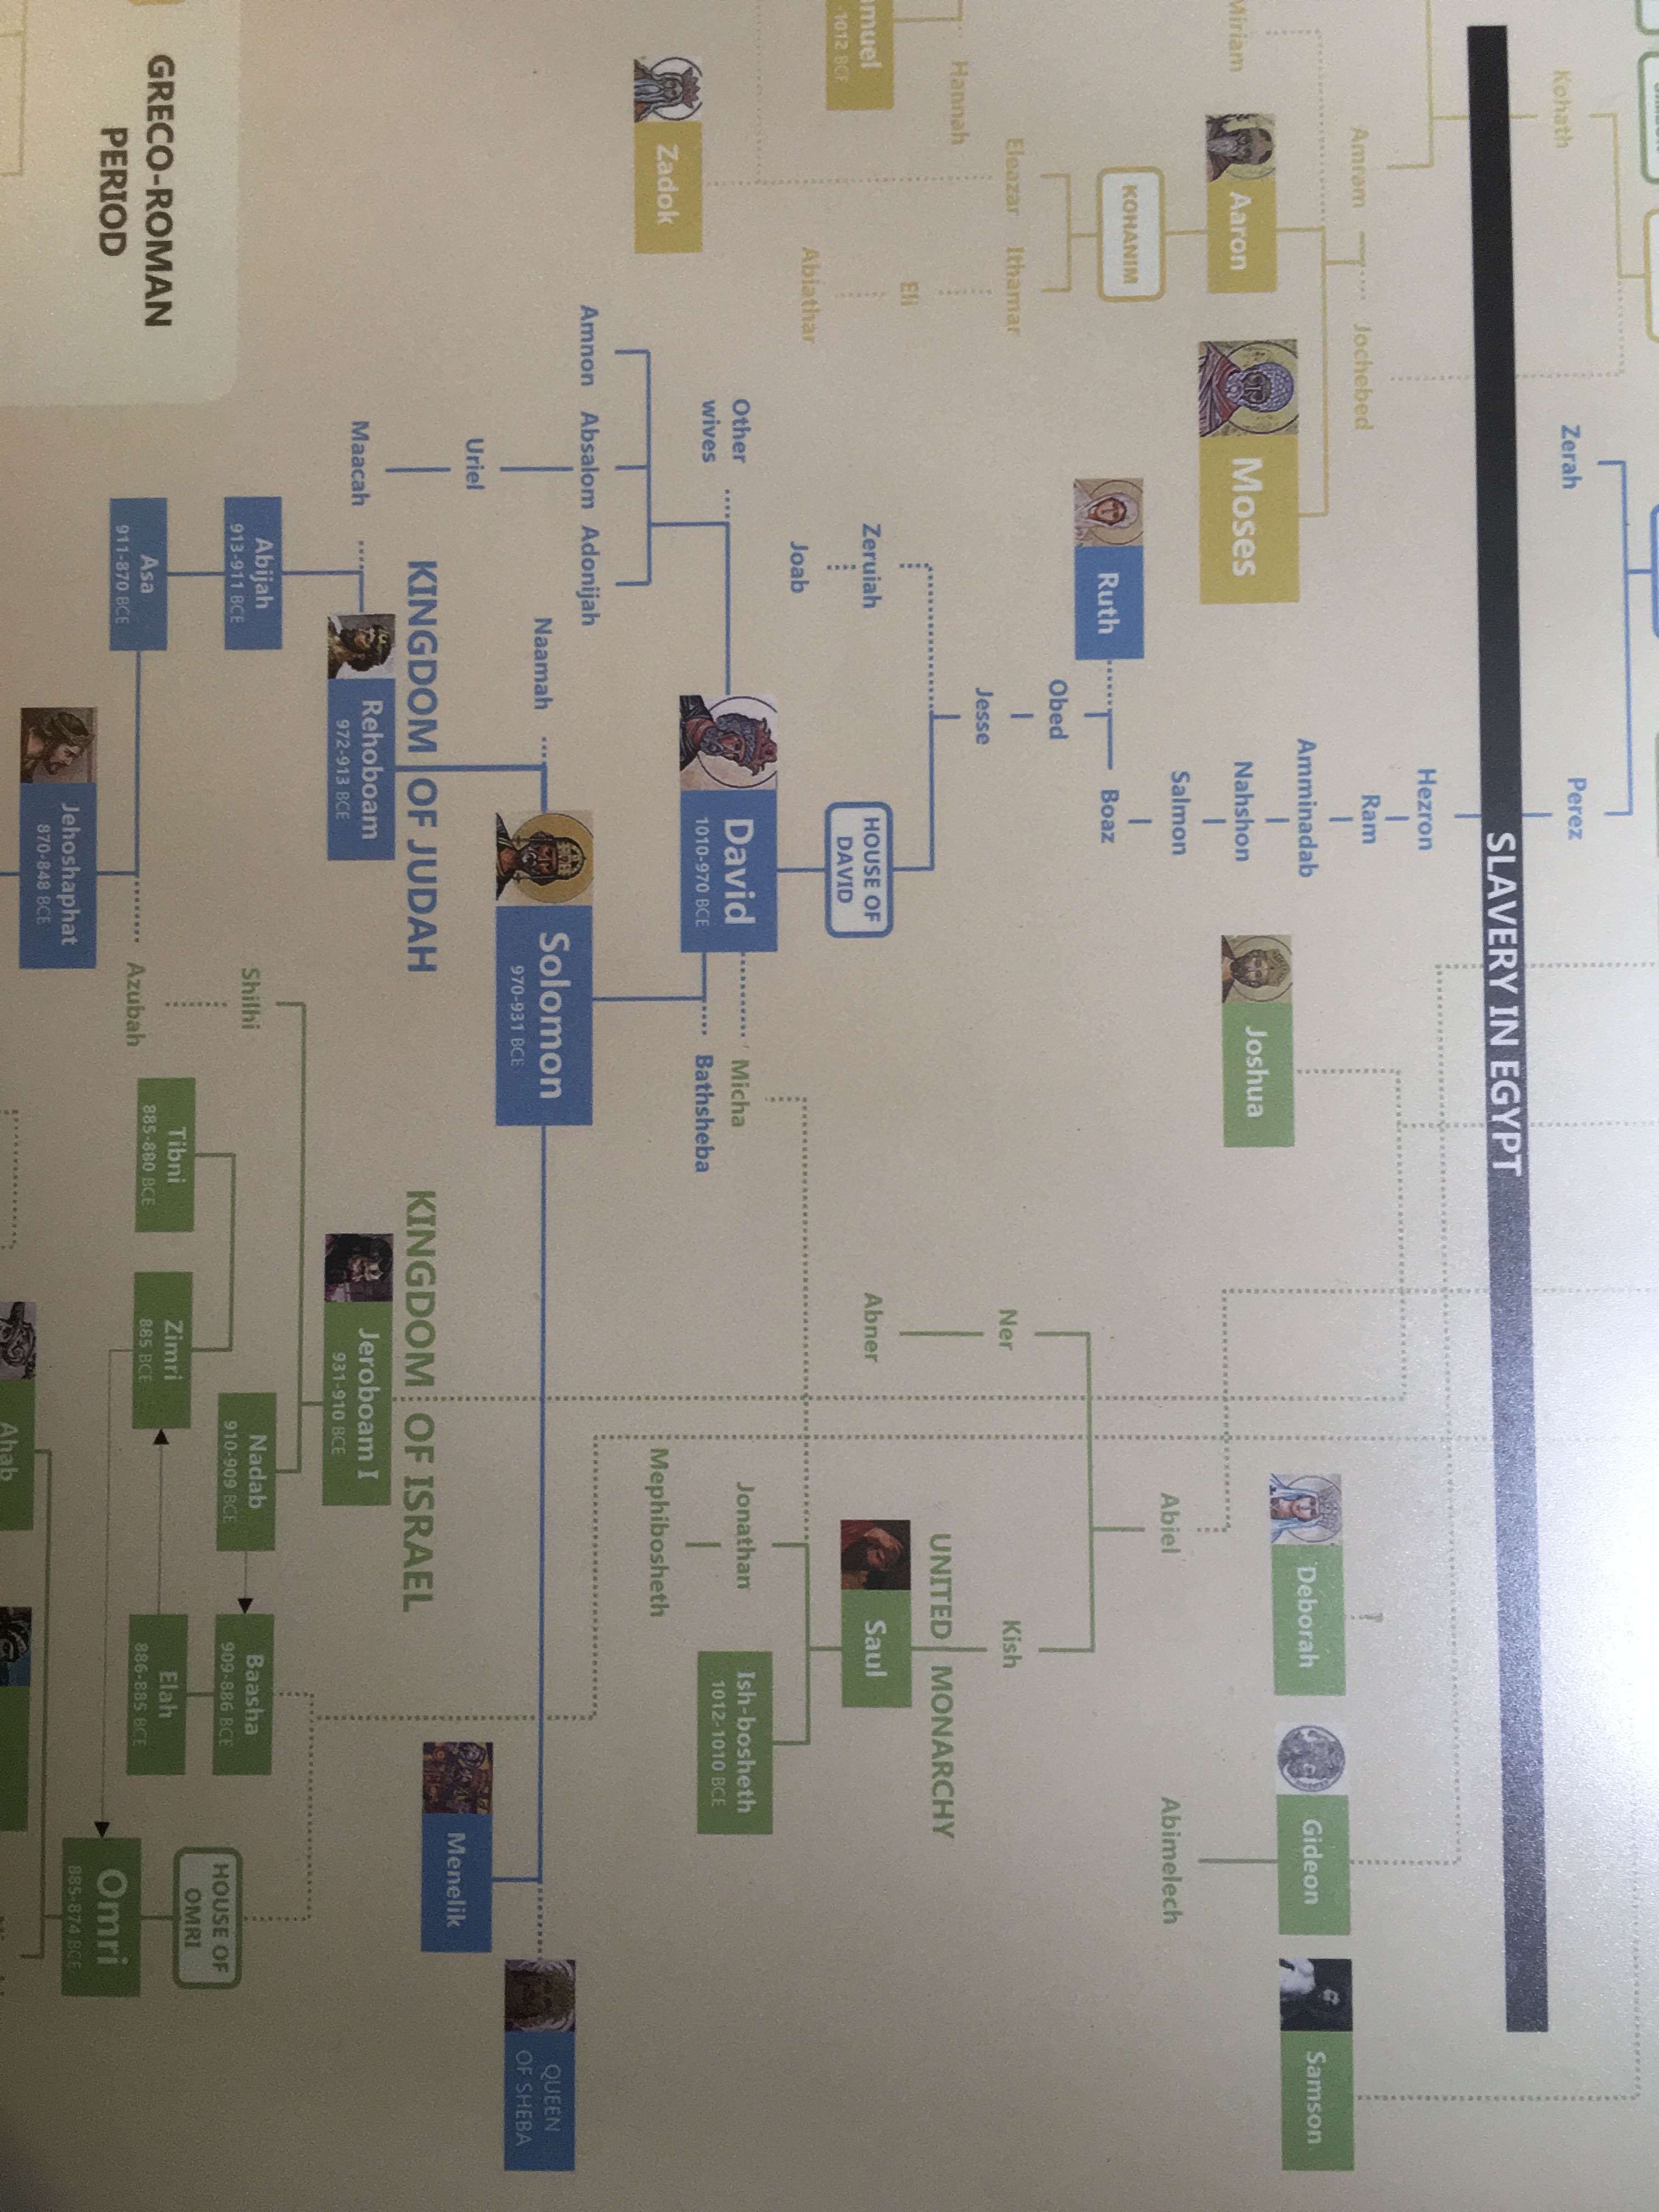 Kohath
Zerah
Perez
SLAVERY IN EGYPT
Hezron
Ram
Amminadab
Nahshon
Salmon
Boaz
Amram
Jochebed
Miriam
Aaron
Moses
KOHANIM
Eleazar
Ithamar
Hannah
Eli
Abiathar
amuel
-1012 BCE
Zadok
Ruth
Obed
Jesse
Zeruiah
Joab
HOUSE OF
DAVID
Joshua
Deborah
Gideon
Samson
Abiel
Abimelech
Ner
Kish
Abner
UNITED MONARCHY
Saul
Jonathan
Ish-bosheth
1012-1010 BCE
Mephibosheth
Other
wives
David
1010-970 BCE
Micha
Bathsheba
Amnon
Absalom
Adonijah
Naamah
Solomon
970-931 BCE
QUEEN
OF SHEBA
Menelik
Uriel
Maacah
KINGDOM OF JUDAH
Rehoboam
972-913 BCE
Abijah
913-911 BCE
Asa
911-870 BCE
Jehoshaphat
870-848 BCE
KINGDOM OF ISRAEL
Jeroboam I
931-910 BCE
Shilhi
Azubah
Nadab
910-909 BCE
Baasha
909-886 BCE
Tibni
885-880 BCE
Zimri
885 BCE
Elah
886-885 BCE
HOUSE OF
OMRI
Omri
885-874 BCE
Ahab
GRECO-ROMAN
PERIOD